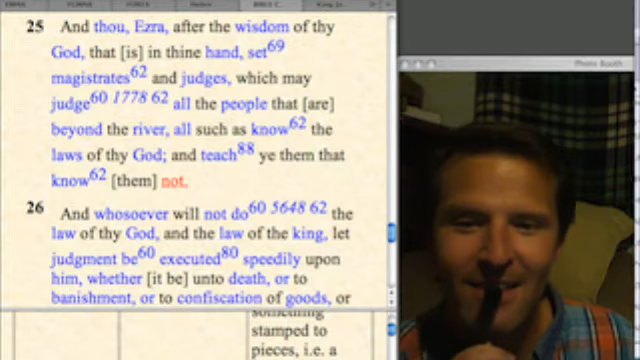 25 And thou, Ezra, after the wisdom of thy
God, that [is] in thine hand, set69
magistrates62 and judges, which may
judge60 1778 62 all the people that [are]
beyond the river, all such as know62 the
laws of thy God; and teach88 ye them that
know62 [them] not.
26 And whosoever will not do60 5648 62 the
law of thy God, and the law of the king, let
judgment be60 executed80 speedily upon
him, whether [it be] unto death, or to
banishment, or to confiscation of goods, or
something
stamped to
pieces, i.e. a
Photo Booth